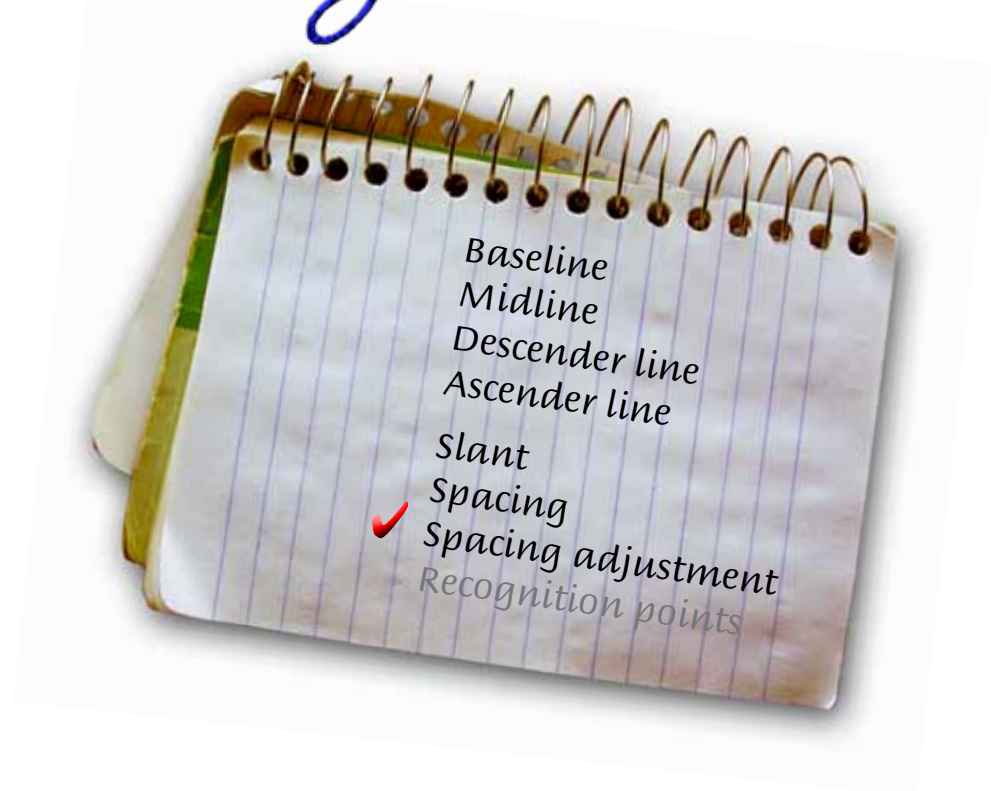 Baseline
Midline
Descender line
Ascender line
Slant
Spacing
Spacing adjustment
Recognition points